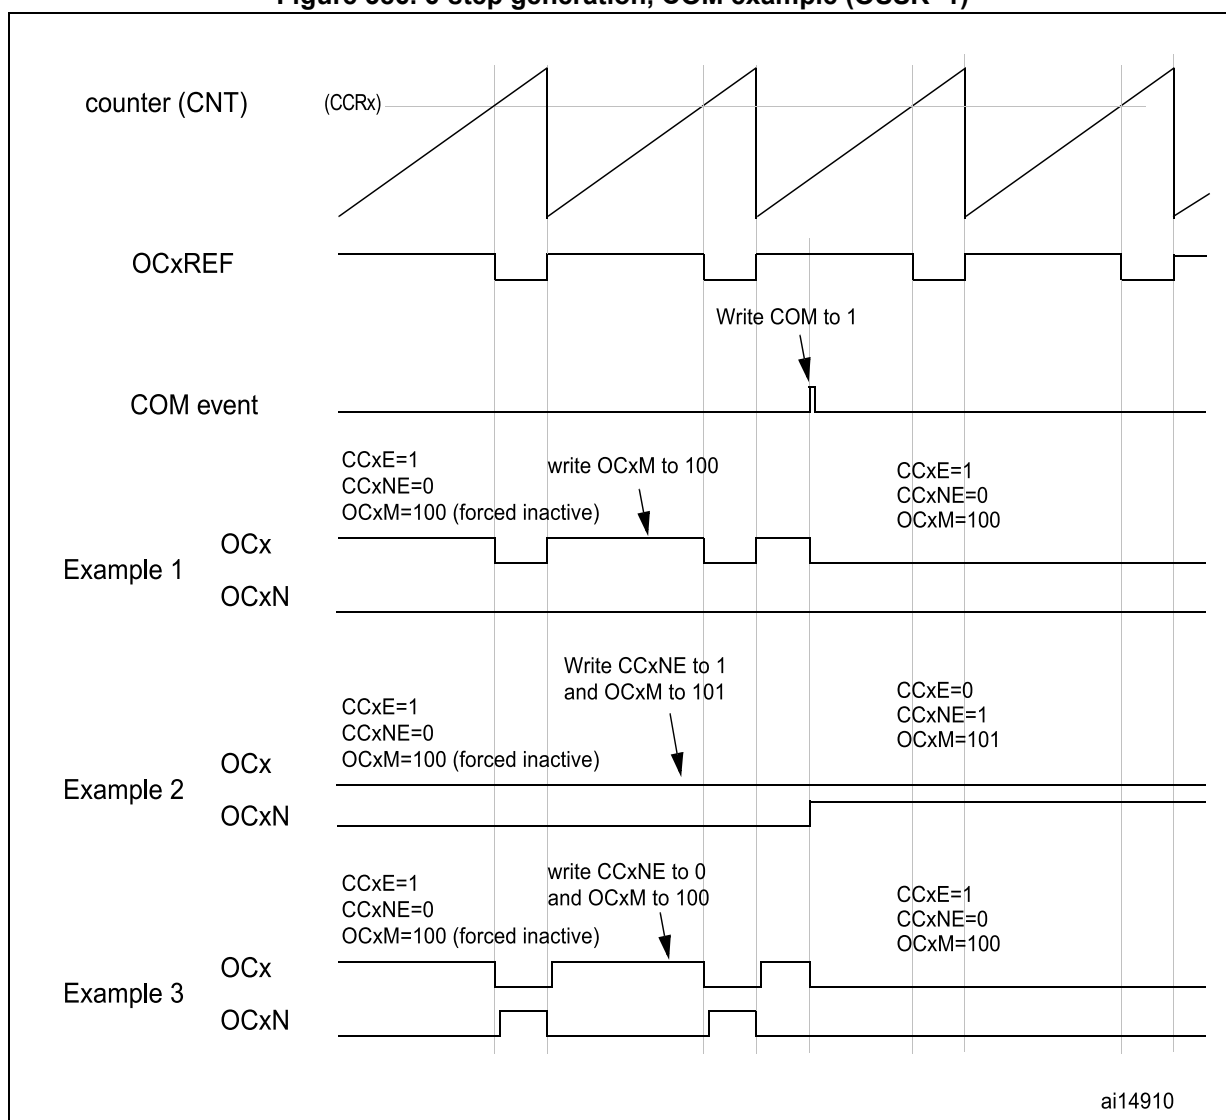 counter (CNT)
(CCRx)
OCxREF
Write COM to 1
COM event
CCxE=1
CCxNE=0
OCxM=100 (forced inactive)
write OCxM to 100
CCxE=1
CCxNE=0
OCxM=100
Example 1
OCx
OCxN
Write CCxNE to 1
and OCxM to 101
CCxE=1
CCxNE=0
OCxM=100 (forced inactive)
CCxE=0
CCxNE=1
OCxM=101
Example 2
OCx
OCxN
write CCxNE to 0
and OCxM to 100
CCxE=1
CCxNE=0
OCxM=100 (forced inactive)
CCxE=1
CCxNE=0
OCxM=100
Example 3
OCx
OCxN
ai14910